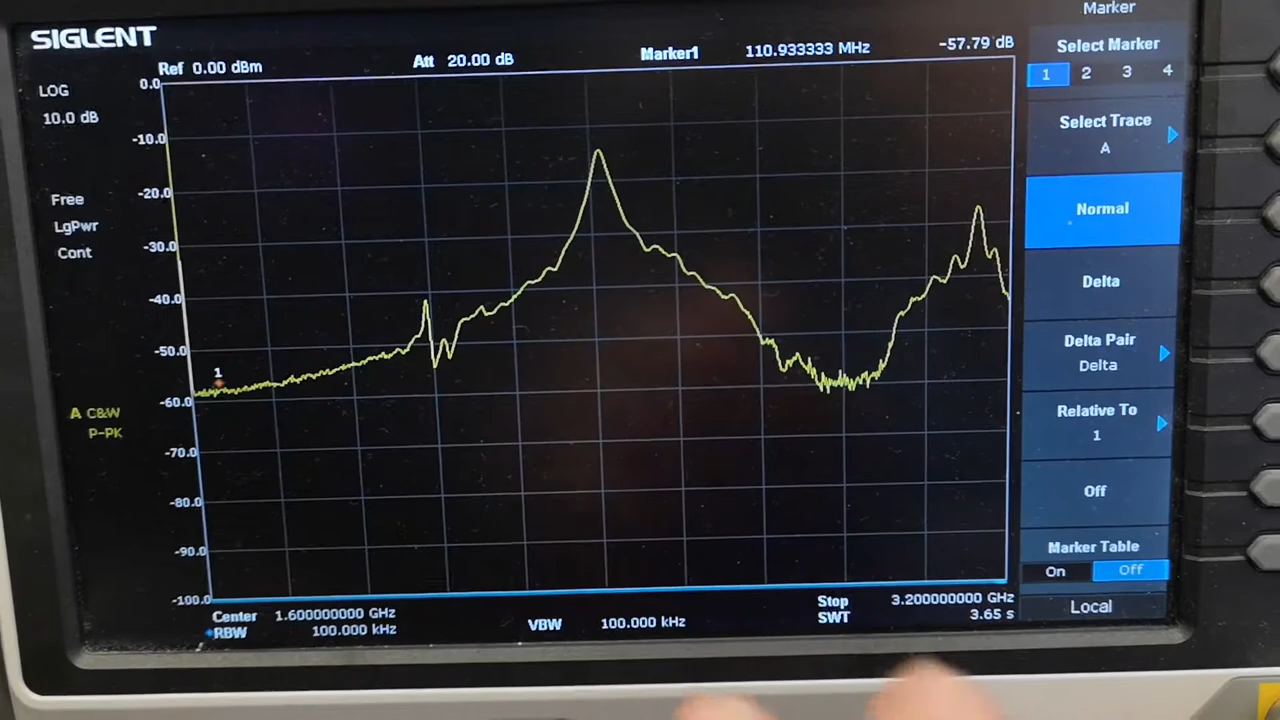 SIGLENT
Ref 0.00 dBm Att 20.00 dB Marker1 110.933333 MHz -57.79 dB
LOG
10.0 dB
Free
LgPwr
Cont
A C&W
P-PK
0.0
-10.0
-20.0
-30.0
-40.0
-50.0
-60.0
-70.0
-80.0
-90.0
-100.0
1
Center 1.600000000 GHz
RBW 100.000 kHz
VBW 100.000 kHz
Stop 3.200000000 GHz
SWT 3.65 s
Marker
Select Marker
1 2 3 4
Select Trace
A
Normal
Delta
Delta Pair
Delta
Relative To
1
Off
Marker Table
On Off
Local